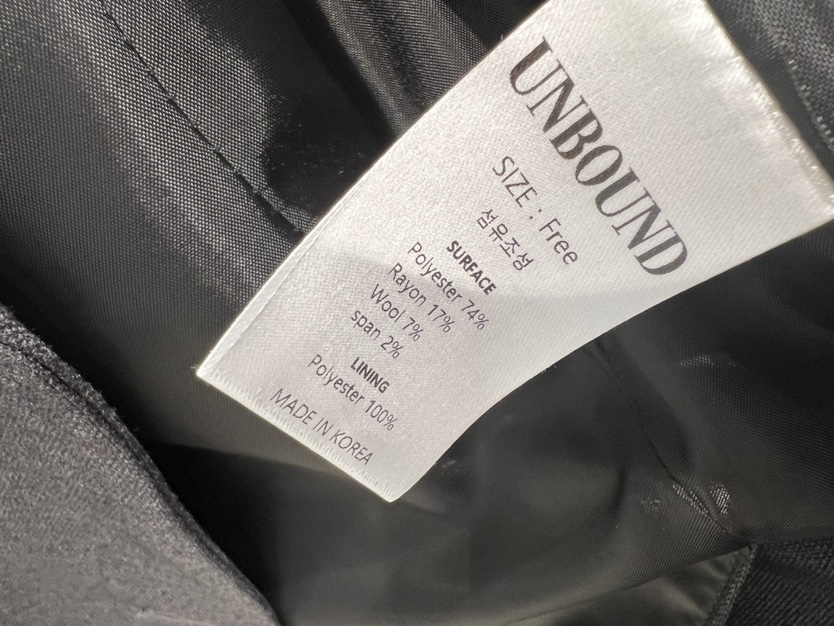 UNBOUND
SIZE : Free
섬유조성
SURFACE
Polyester 74%
Rayon 17%
Wool 7%
span 2%
LINING
Polyester 100%
MADE IN KOREA